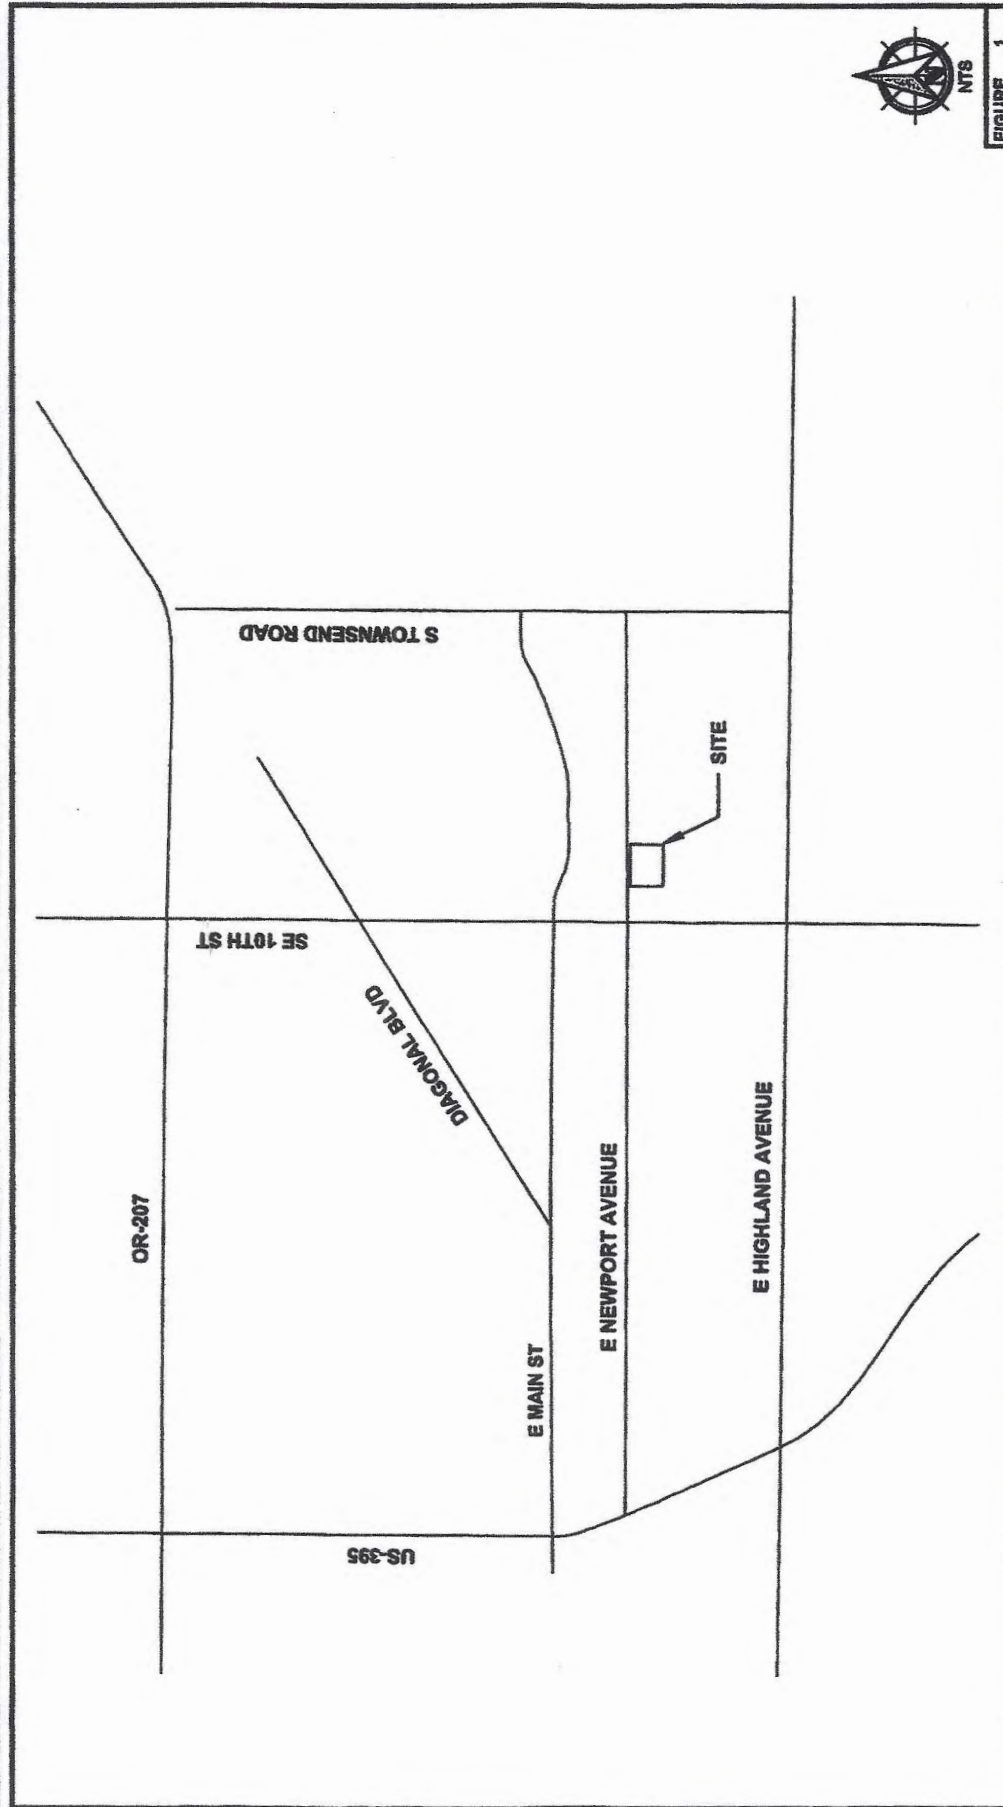 OR-207
S TOWNSEND ROAD
SE 10TH ST
DIAGONAL BLVD
US-395
E MAIN ST
E NEWPORT AVENUE
SITE
E HIGHLAND AVENUE
NTS
FIGURE 1